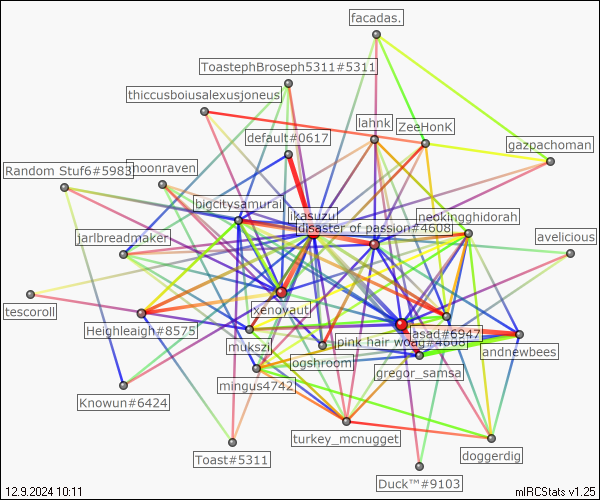 facadas.
ToastephBroseph5311#5311
thiccusboiusalexusjoneus
lahnk
ZeeHonK
default#0617
gazpachoman
Random Stuf6#5983
moonraven
bigcitysamurai
ikasuzu
neokingghidorah
disaster of passion#4608
jarlbreadmaker
avelicious
tescoroll
xenoyaut
Heighleaigh#8575
asad#6947
mukszi
pink hair woag#4668
andnewbees
ogshroom
gregor_samsa
mingus4742
Knowun#6424
turkey_mcnugget
doggerdig
Toast#5311
Duck™#9103
12.9.2024 10:11
mIRCStats v1.25